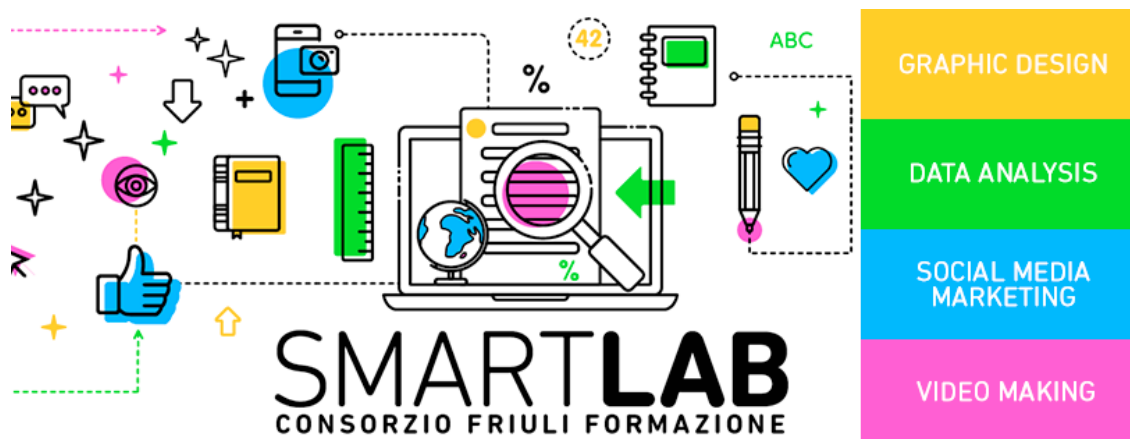 42
ABC
%
%
SMARTLAB
CONSORZIO FRIULI FORMAZIONE
GRAPHIC DESIGN
DATA ANALYSIS
SOCIAL MEDIA
MARKETING
VIDEO MAKING